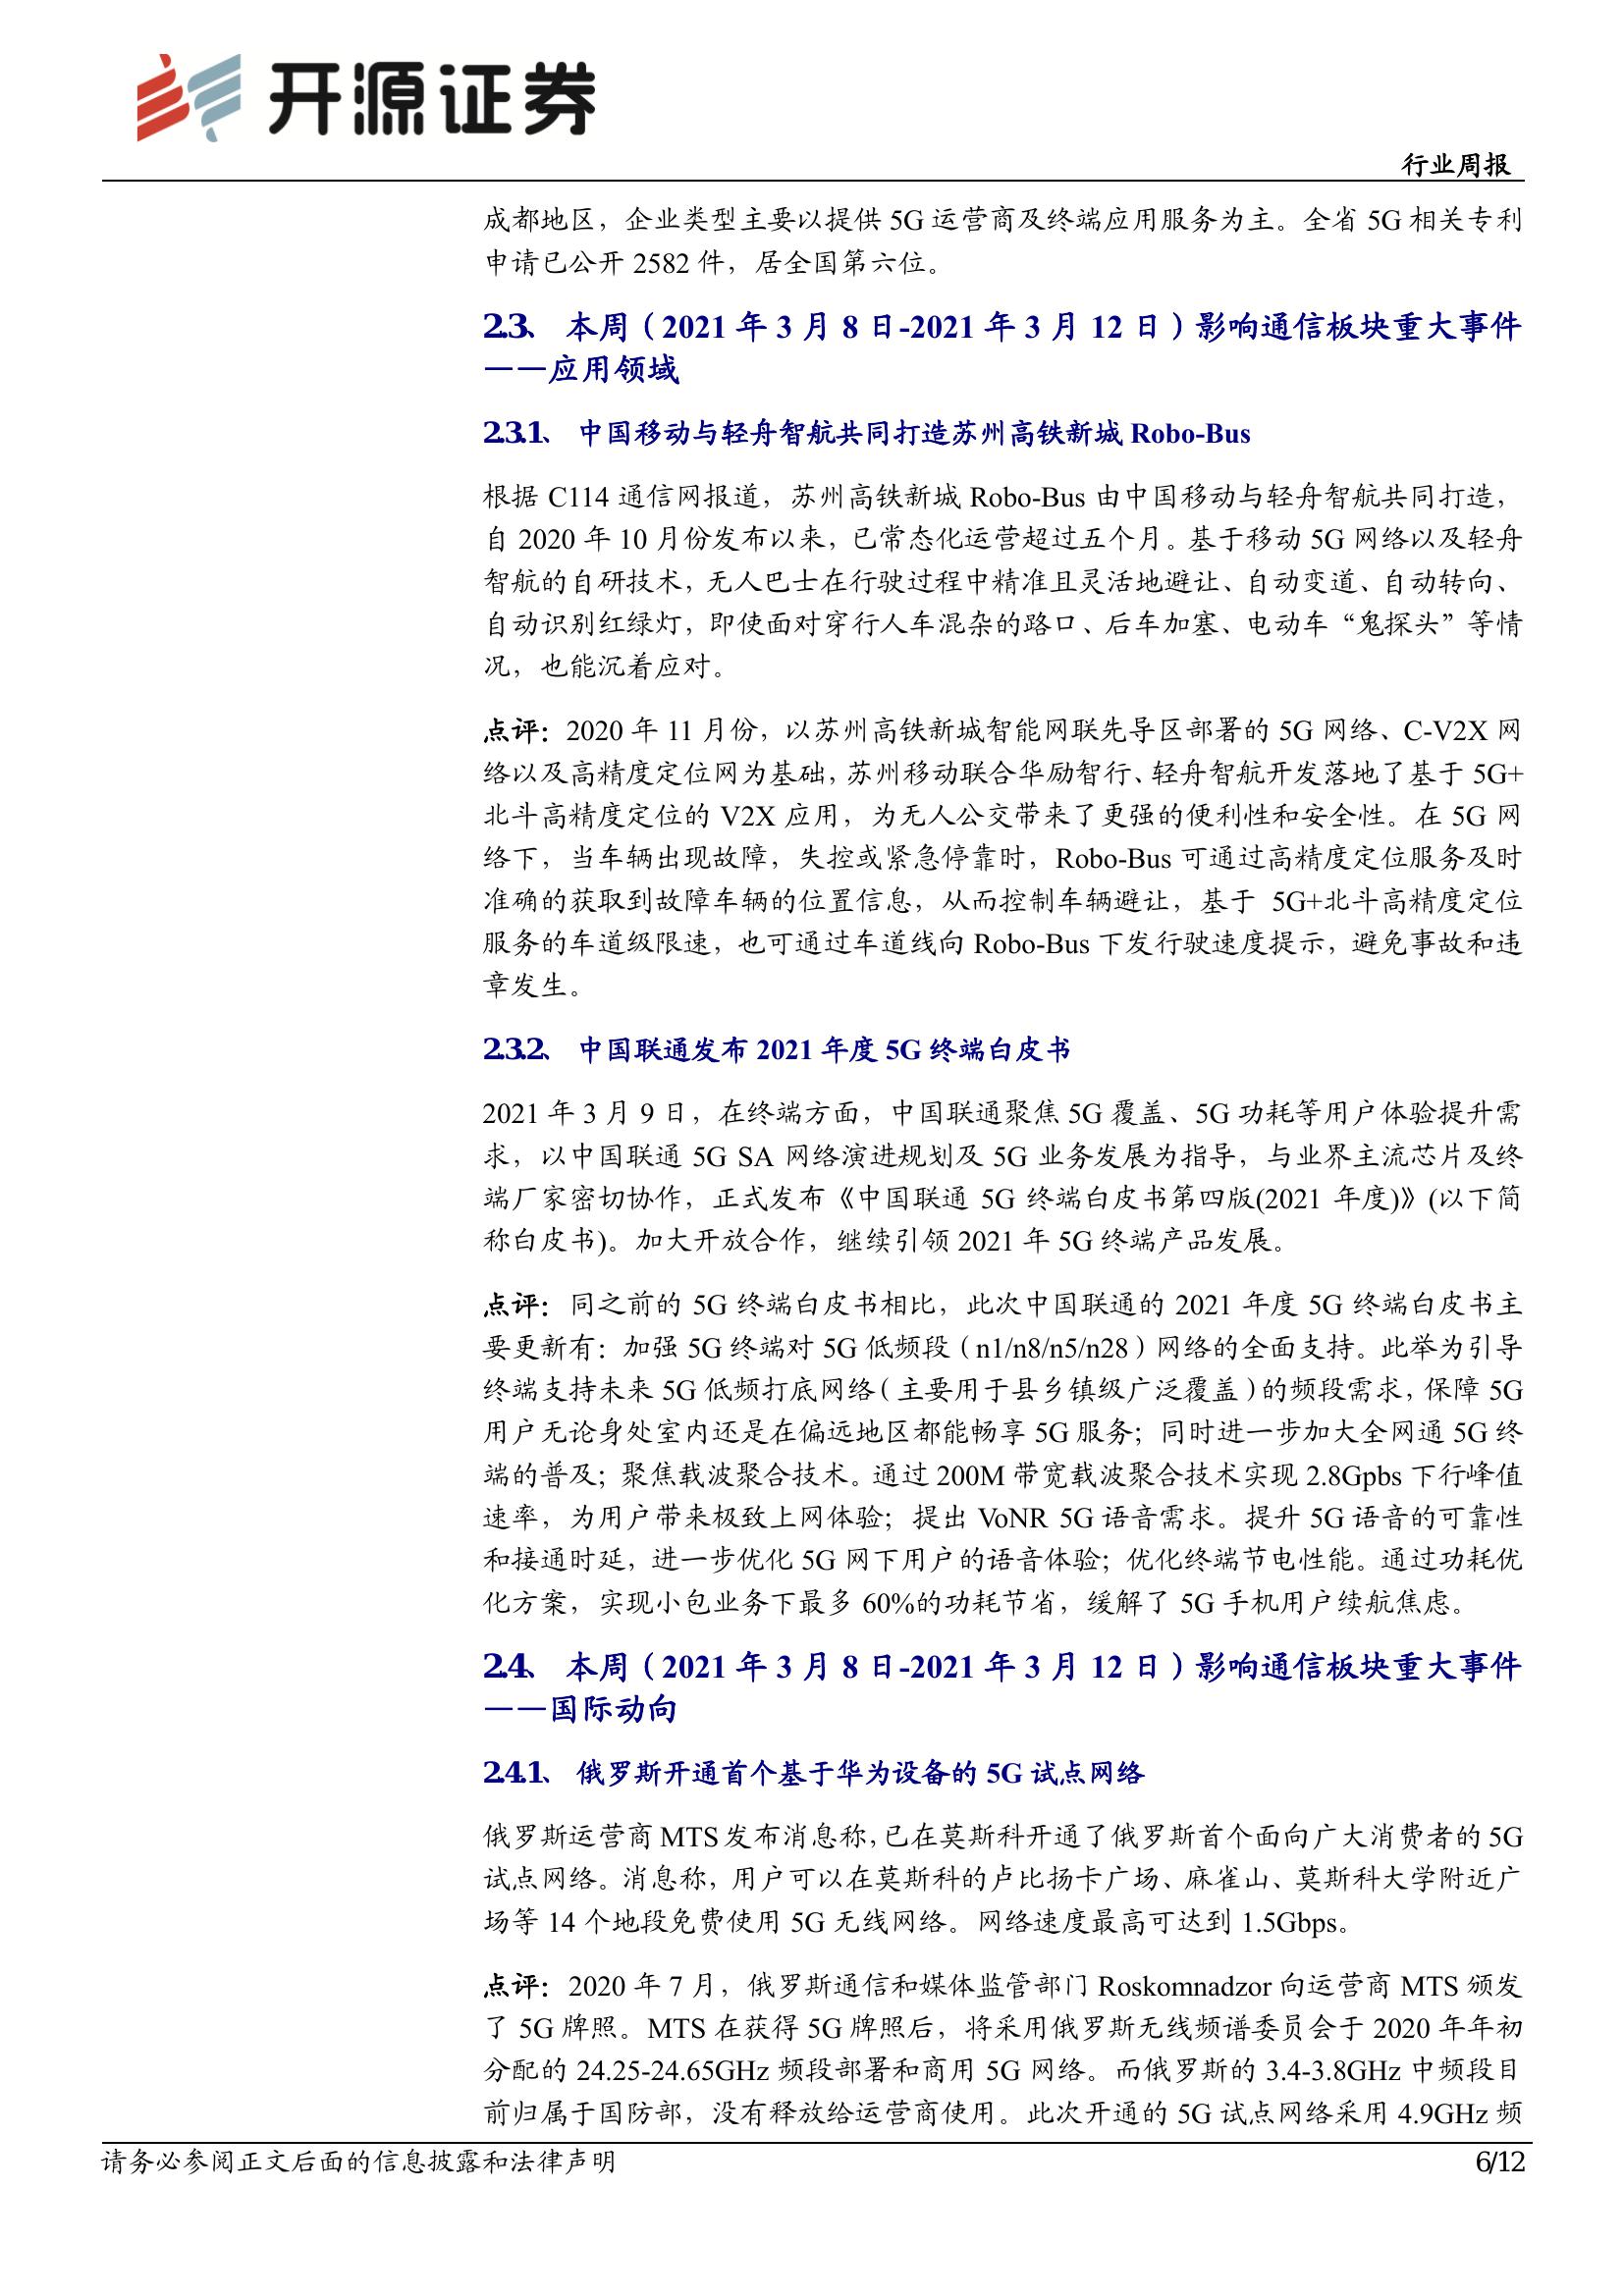 开源证券
行业周报
成都地区，企业类型主要以提供 5G 运营商及终端应用服务为主。全省 5G 相关专利
申请已公开 2582 件，居全国第六位。
2.3、 本周（2021 年 3 月 8 日-2021 年 3 月 12 日）影响通信板块重大事件
——应用领域
2.3.1、 中国移动与轻舟智航共同打造苏州高铁新城 Robo-Bus
根据 C114 通信网报道，苏州高铁新城 Robo-Bus 由中国移动与轻舟智航共同打造，
自 2020 年 10 月份发布以来，已常态化运营超过五个月。基于移动 5G 网络以及轻舟
智航的自研技术，无人巴士在行驶过程中精准且灵活地避让、自动变道、自动转向、
自动识别红绿灯，即使面对穿行人车混杂的路口、后车加塞、电动车“鬼探头”等情
况，也能沉着应对。
点评：2020 年 11 月份，以苏州高铁新城智能网联先导区部署的 5G 网络、C-V2X 网
络以及高精度定位网为基础，苏州移动联合华励智行、轻舟智航开发落地了基于 5G+
北斗高精度定位的 V2X 应用，为无人公交带来了更强的便利性和安全性。在 5G 网
络下，当车辆出现故障，失控或紧急停靠时，Robo-Bus 可通过高精度定位服务及时
准确的获取到故障车辆的位置信息，从而控制车辆避让，基于 5G+北斗高精度定位
服务的车道级限速，也可通过车道线向 Robo-Bus 下发行驶速度提示，避免事故和违
章发生。
2.3.2、 中国联通发布 2021 年度 5G 终端白皮书
2021 年 3 月 9 日，在终端方面，中国联通聚焦 5G 覆盖、5G 功耗等用户体验提升需
求，以中国联通 5G SA 网络演进规划及 5G 业务发展为指导，与业界主流芯片及终
端厂家密切协作，正式发布《中国联通 5G 终端白皮书第四版(2021 年度)》(以下简
称白皮书)。加大开放合作，继续引领 2021 年 5G 终端产品发展。
点评：同之前的 5G 终端白皮书相比，此次中国联通的 2021 年度 5G 终端白皮书主
要更新有：加强 5G 终端对 5G 低频段（n1/n8/n5/n28）网络的全面支持。此举为引导
终端支持未来 5G 低频打底网络（主要用于县乡镇级广泛覆盖）的频段需求，保障 5G
用户无论身处室内还是在偏远地区都能畅享 5G 服务；同时进一步加大全网通 5G 终
端的普及；聚焦载波聚合技术。通过 200M 带宽载波聚合技术实现 2.8Gpbs 下行峰值
速率，为用户带来极致上网体验；提出 VoNR 5G 语音需求。提升 5G 语音的可靠性
和接通时延，进一步优化 5G 网下用户的语音体验；优化终端节电性能。通过功耗优
化方案，实现小包业务下最多 60%的功耗节省，缓解了 5G 手机用户续航焦虑。
2.4、 本周（2021 年 3 月 8 日-2021 年 3 月 12 日）影响通信板块重大事件
——国际动向
2.4.1、 俄罗斯开通首个基于华为设备的 5G 试点网络
俄罗斯运营商 MTS 发布消息称，已在莫斯科开通了俄罗斯首个面向广大消费者的 5G
试点网络。消息称，用户可以在莫斯科的卢比扬卡广场、麻雀山、莫斯科大学附近广
场等 14 个地段免费使用 5G 无线网络。网络速度最高可达到 1.5Gbps。
点评：2020 年 7 月，俄罗斯通信和媒体监管部门 Roskomnadzor 向运营商 MTS 颁发
了 5G 牌照。MTS 在获得 5G 牌照后，将采用俄罗斯无线频谱委员会于 2020 年年初
分配的 24.25-24.65GHz 频段部署和商用 5G 网络。而俄罗斯的 3.4-3.8GHz 中频段目
前归属于国防部，没有释放给运营商使用。此次开通的 5G 试点网络采用 4.9GHz 频
请务必参阅正文后面的信息披露和法律声明
6/12